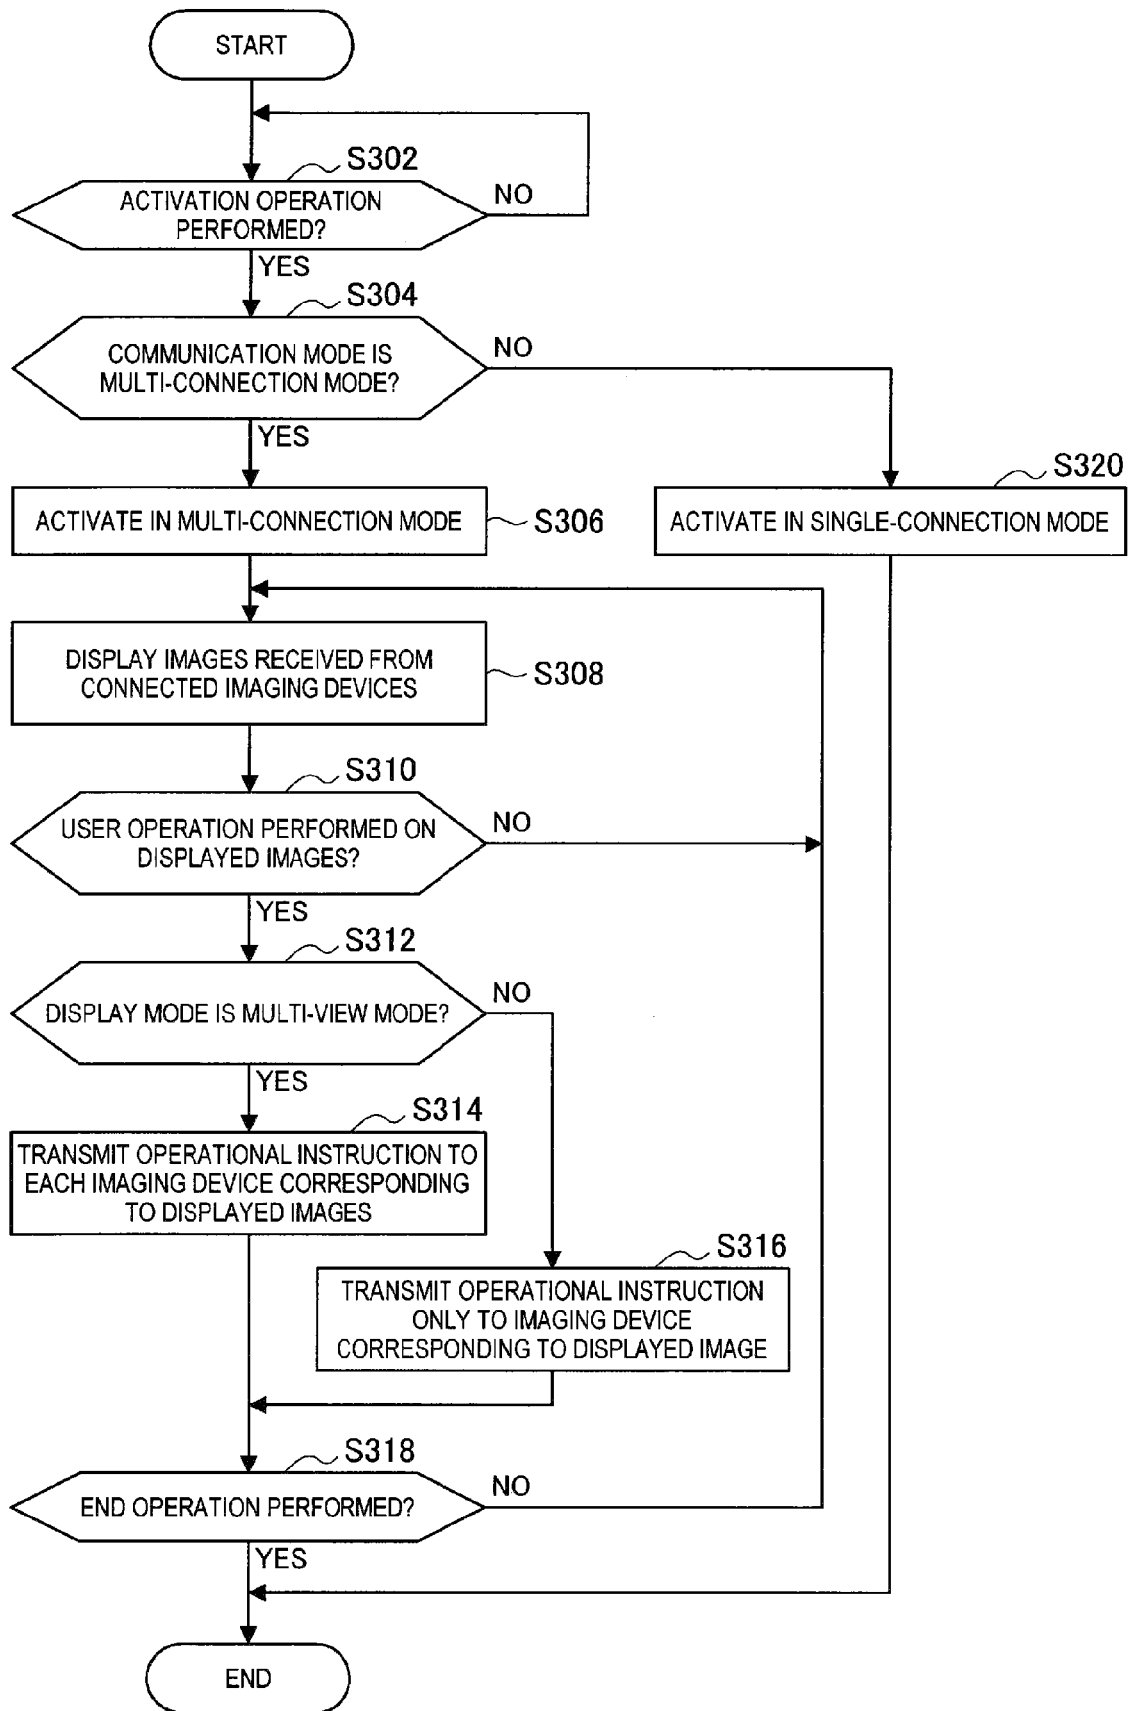 START
S302
ACTIVATION OPERATION
PERFORMED?
NO
YES
S304
COMMUNICATION MODE IS
MULTI-CONNECTION MODE?
NO
YES
S320
ACTIVATE IN MULTI-CONNECTION MODE
S306
ACTIVATE IN SINGLE-CONNECTION MODE
DISPLAY IMAGES RECEIVED FROM
CONNECTED IMAGING DEVICES
S308
S310
USER OPERATION PERFORMED ON
DISPLAYED IMAGES?
NO
YES
S312
DISPLAY MODE IS MULTI-VIEW MODE?
NO
YES
S314
TRANSMIT OPERATIONAL INSTRUCTION TO
EACH IMAGING DEVICE CORRESPONDING
TO DISPLAYED IMAGES
S316
TRANSMIT OPERATIONAL INSTRUCTION
ONLY TO IMAGING DEVICE
CORRESPONDING TO DISPLAYED IMAGE
S318
END OPERATION PERFORMED?
NO
YES
END